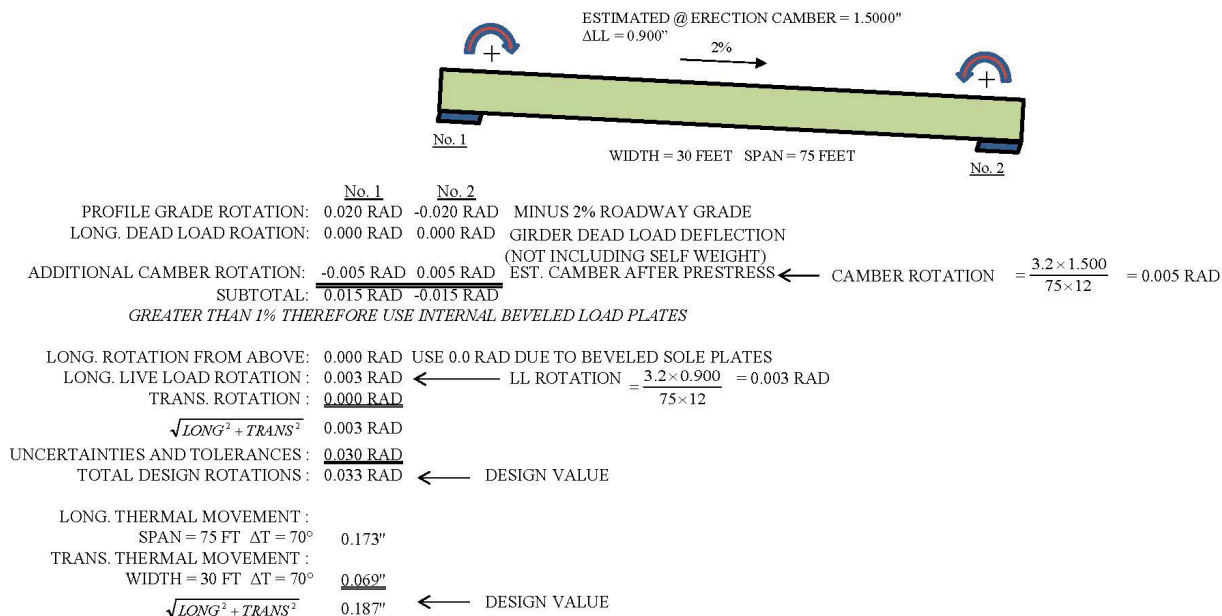 ESTIMATED @ ERECTION CAMBER = 1.5000"
ΔLL = 0.900”
2%
No. 1
WIDTH = 30 FEET SPAN = 75 FEET
No. 2
No. 1 No. 2
PROFILE GRADE ROTATION: 0.020 RAD -0.020 RAD MINUS 2% ROADWAY GRADE
LONG. DEAD LOAD ROATION: 0.000 RAD 0.000 RAD GIRDER DEAD LOAD DEFLECTION
(NOT INCLUDING SELF WEIGHT)
ADDITIONAL CAMBER ROTATION: -0.005 RAD 0.005 RAD EST. CAMBER AFTER PRESTRESS CAMBER ROTATION = 3.2×1.500 / 75×12 = 0.005 RAD
SUBTOTAL: 0.015 RAD -0.015 RAD
GREATER THAN 1% THEREFORE USE INTERNAL BEVELED LOAD PLATES
LONG. ROTATION FROM ABOVE: 0.000 RAD USE 0.0 RAD DUE TO BEVELED SOLE PLATES
LONG. LIVE LOAD ROTATION : 0.003 RAD LL ROTATION = 3.2×0.900 / 75×12 = 0.003 RAD
TRANS. ROTATION : 0.000 RAD
√LONG² + TRANS² 0.003 RAD
UNCERTAINTIES AND TOLERANCES : 0.030 RAD
TOTAL DESIGN ROTATIONS : 0.033 RAD DESIGN VALUE
LONG. THERMAL MOVEMENT :
SPAN = 75 FT ΔT = 70° 0.173"
TRANS. THERMAL MOVEMENT :
WIDTH = 30 FT ΔT = 70° 0.069"
√LONG² + TRANS² 0.187" DESIGN VALUE